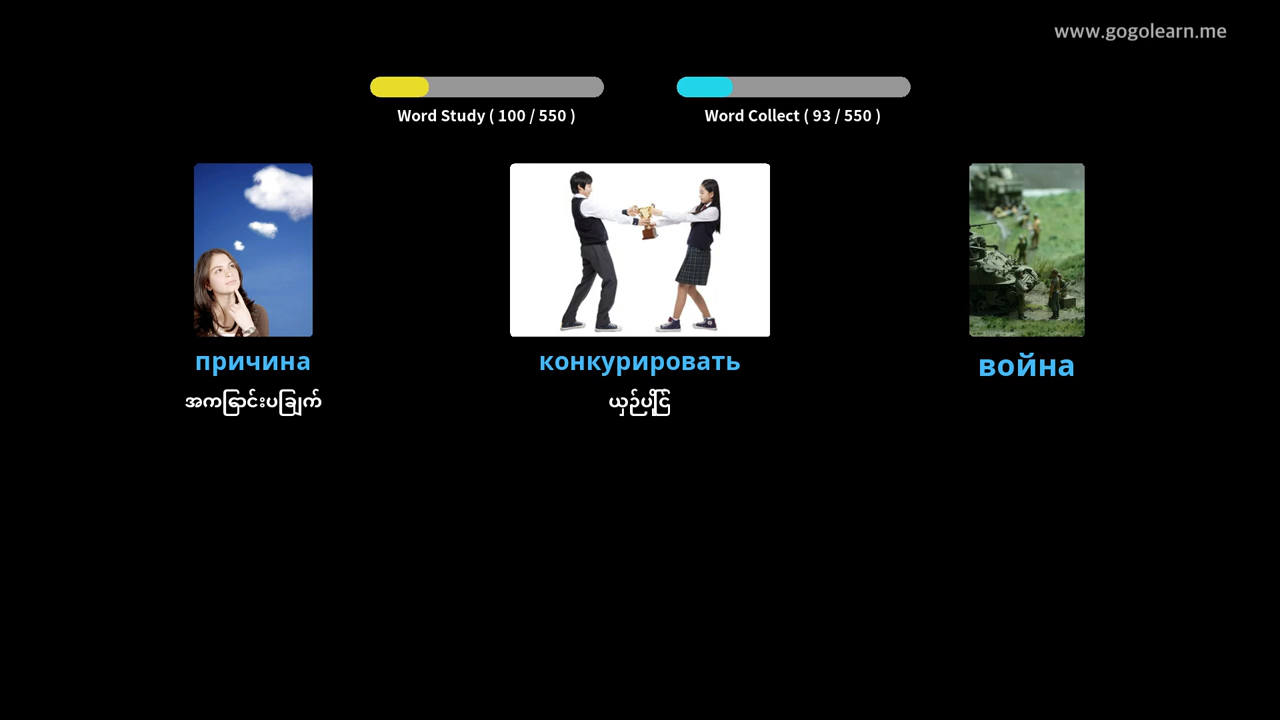 www.gogolearn.me
Word Study ( 100 / 550 )
Word Collect ( 93 / 550 )
причина
конкурировать
война
အကြောင်းပချက်
ယှဉ်ပြိုင်